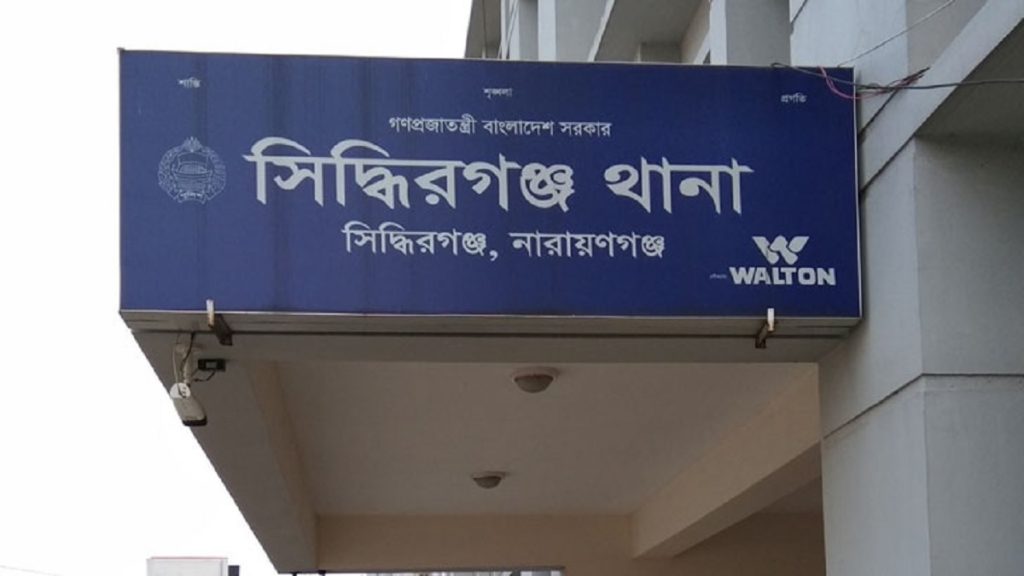 শান্তি শৃঙ্খলা প্রগতি
গণপ্রজাতন্ত্রী বাংলাদেশ সরকার
সিদ্ধিরগঞ্জ থানা
সিদ্ধিরগঞ্জ, নারায়ণগঞ্জ
WALTON